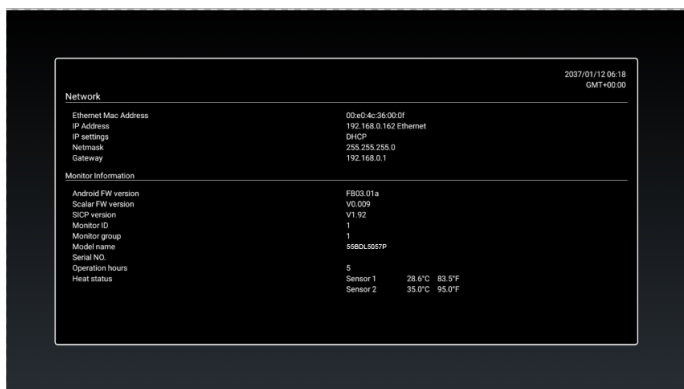 2037/01/12 06:18
GMT+00:00
Network
Ethernet Mac Address 00:e0:4c:36:00:0f
IP Address 192.168.0.162 Ethernet
IP settings DHCP
Netmask 255.255.255.0
Gateway 192.168.0.1
Monitor Information
Android FW version FB03.01a
Scalar FW version V0.009
SICP version V1.92
Monitor ID 1
Monitor group 1
Model name 55BDL5057P
Serial NO.
Operation hours 5
Heat status Sensor 1 28.6°C 83.5°F
Sensor 2 35.0°C 95.0°F